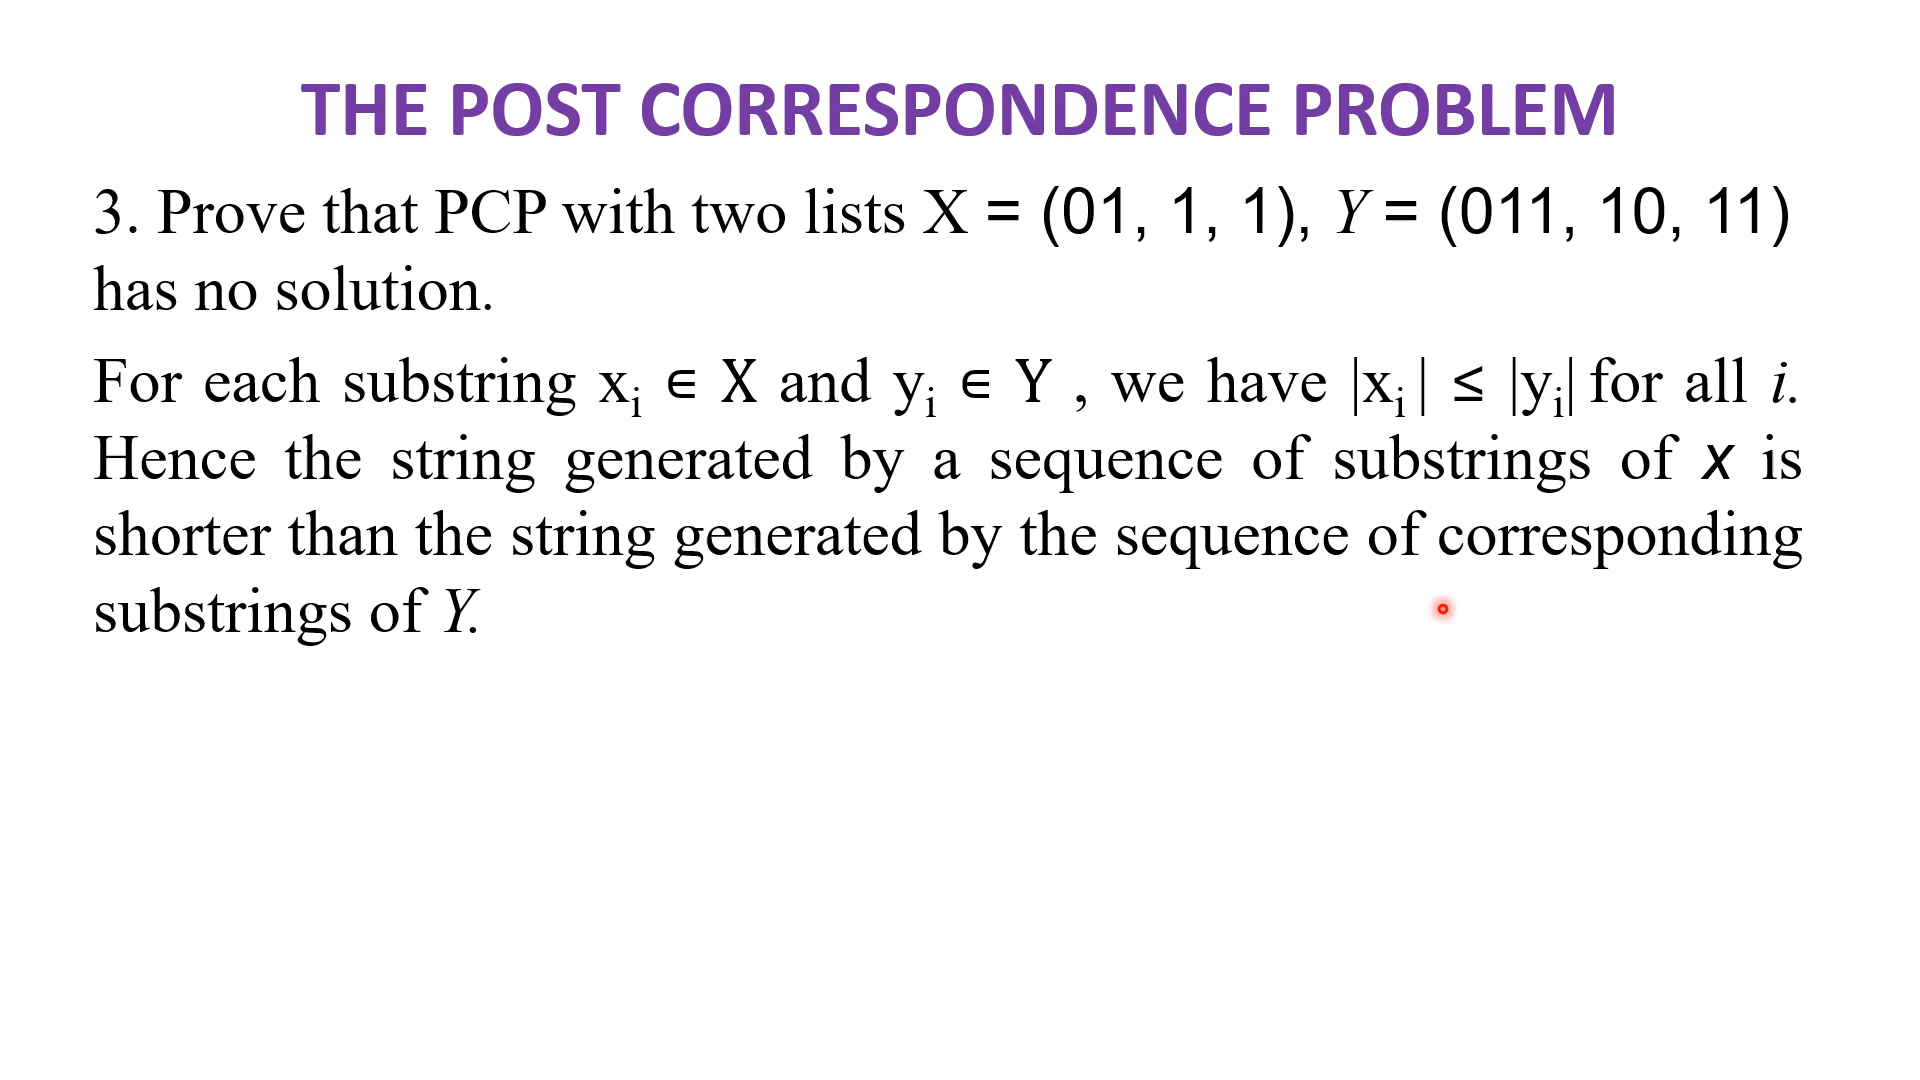 THE POST CORRESPONDENCE PROBLEM
3. Prove that PCP with two lists X = (01, 1, 1), Y = (011, 10, 11)
has no solution.
For each substring xᵢ ∈ X and yᵢ ∈ Y , we have |xᵢ | ≤ |yᵢ| for all i.
Hence the string generated by a sequence of substrings of x is
shorter than the string generated by the sequence of corresponding
substrings of Y.